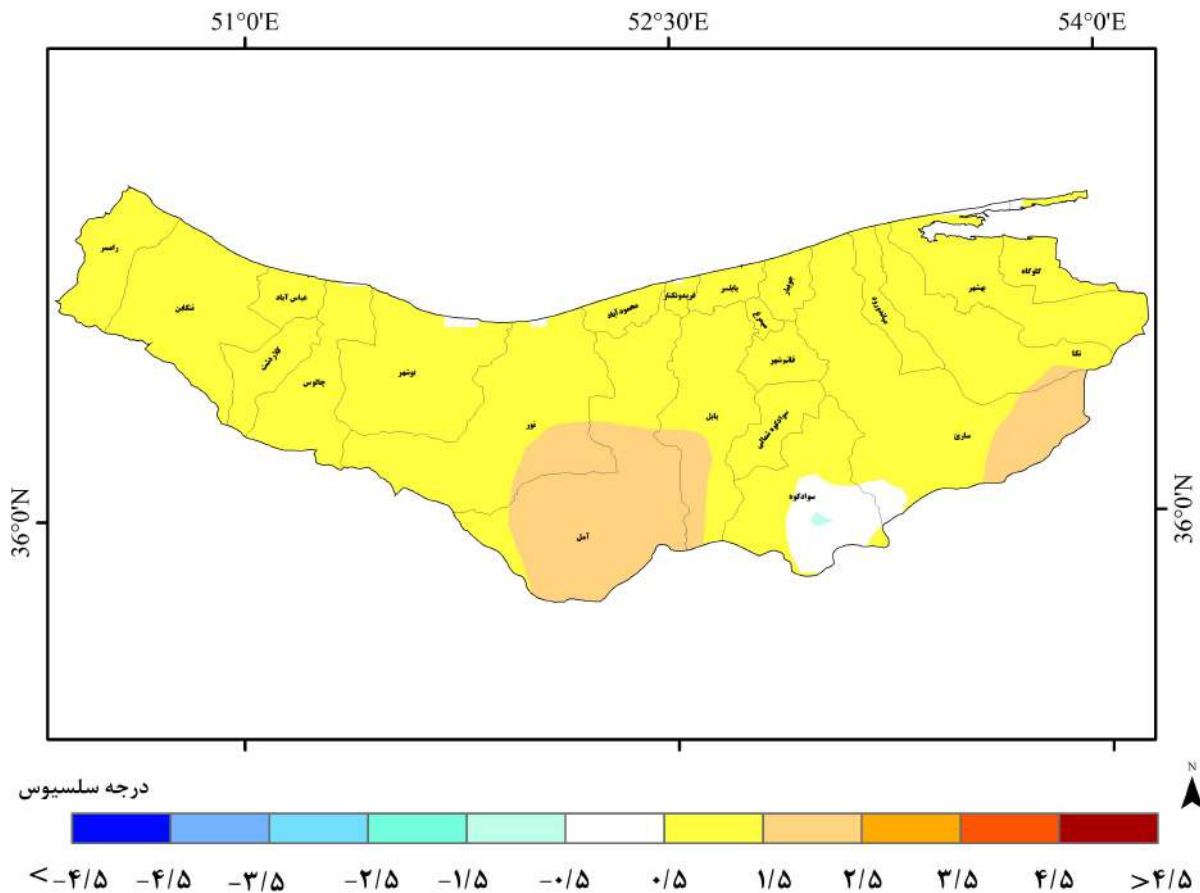 51°0'E 52°30'E 54°0'E
رامسر
تنکابن
عباس آباد
کلاردشت
چالوس
نوشهر
نور
محمود آباد
آمل
فریدونکنار
بابلسر
بابل
جویبار
سیمرغ
قائم شهر
سوادکوه شمالی
سوادکوه
میاندورود
ساری
بهشهر
گلوگاه
نکا
36°0'N 36°0'N
درجه سلسیوس
N
<-۴/۵ -۴/۵ -۳/۵ -۲/۵ -۱/۵ -۰/۵ ۰/۵ ۱/۵ ۲/۵ ۳/۵ ۴/۵ >۴/۵